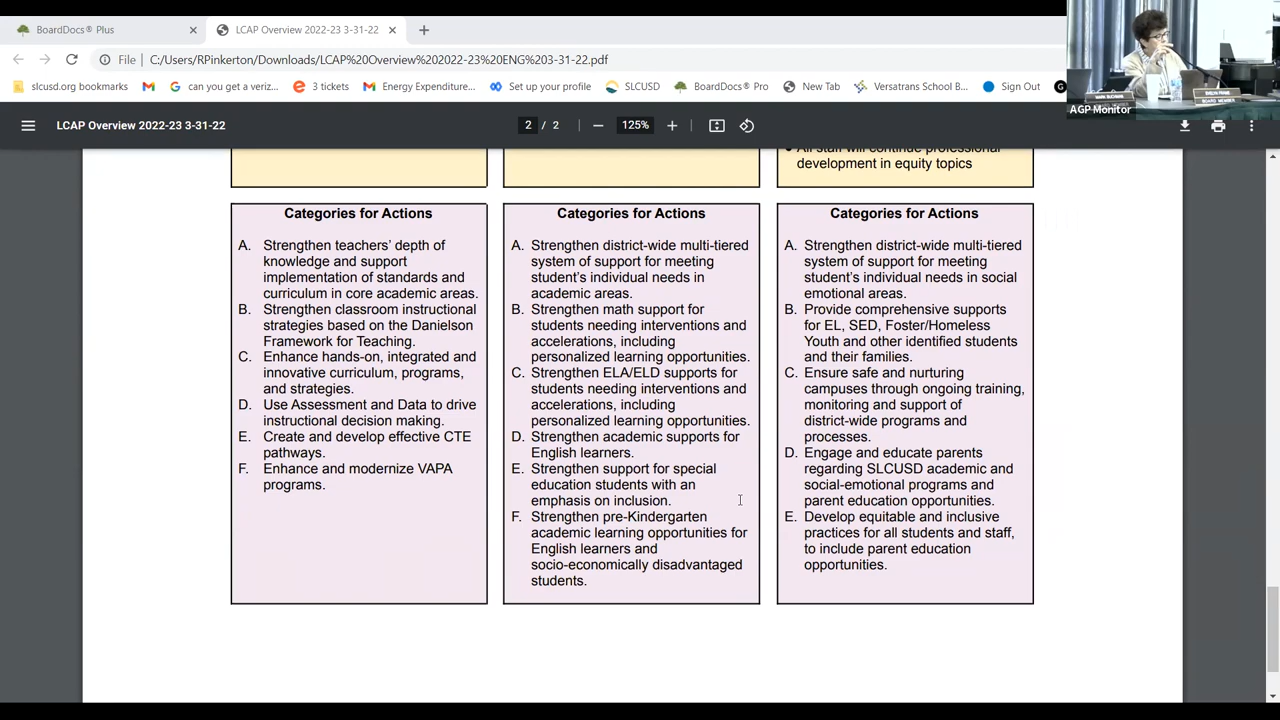 BoardDocs® Plus
LCAP Overview 2022-23 3-31-22
File
C:/Users/RPinkerton/Downloads/LCAP%20Overview%202022-23%20ENG%203-31-22.pdf
slcusd.org bookmarks
can you get a veriz...
3 tickets
Energy Expenditure...
Set up your profile
SLCUSD
BoardDocs® Pro
New Tab
Versatrans School B...
Sign Out
AGP Monitor
LCAP Overview 2022-23 3-31-22
2 / 2
125%
All staff will continue professional
development in equity topics
Categories for Actions
A. Strengthen teachers' depth of
knowledge and support
implementation of standards and
curriculum in core academic areas.
B. Strengthen classroom instructional
strategies based on the Danielson
Framework for Teaching.
C. Enhance hands-on, integrated and
innovative curriculum, programs,
and strategies.
D. Use Assessment and Data to drive
instructional decision making.
E. Create and develop effective CTE
pathways.
F. Enhance and modernize VAPA
programs.
Categories for Actions
A. Strengthen district-wide multi-tiered
system of support for meeting
student's individual needs in
academic areas.
B. Strengthen math support for
students needing interventions and
accelerations, including
personalized learning opportunities.
C. Strengthen ELA/ELD supports for
students needing interventions and
accelerations, including
personalized learning opportunities.
D. Strengthen academic supports for
English learners.
E. Strengthen support for special
education students with an
emphasis on inclusion.
F. Strengthen pre-Kindergarten
academic learning opportunities for
English learners and
socio-economically disadvantaged
students.
Categories for Actions
A. Strengthen district-wide multi-tiered
system of support for meeting
student's individual needs in social
emotional areas.
B. Provide comprehensive supports
for EL, SED, Foster/Homeless
Youth and other identified students
and their families.
C. Ensure safe and nurturing
campuses through ongoing training,
monitoring and support of
district-wide programs and
processes.
D. Engage and educate parents
regarding SLCUSD academic and
social-emotional programs and
parent education opportunities.
E. Develop equitable and inclusive
practices for all students and staff,
to include parent education
opportunities.